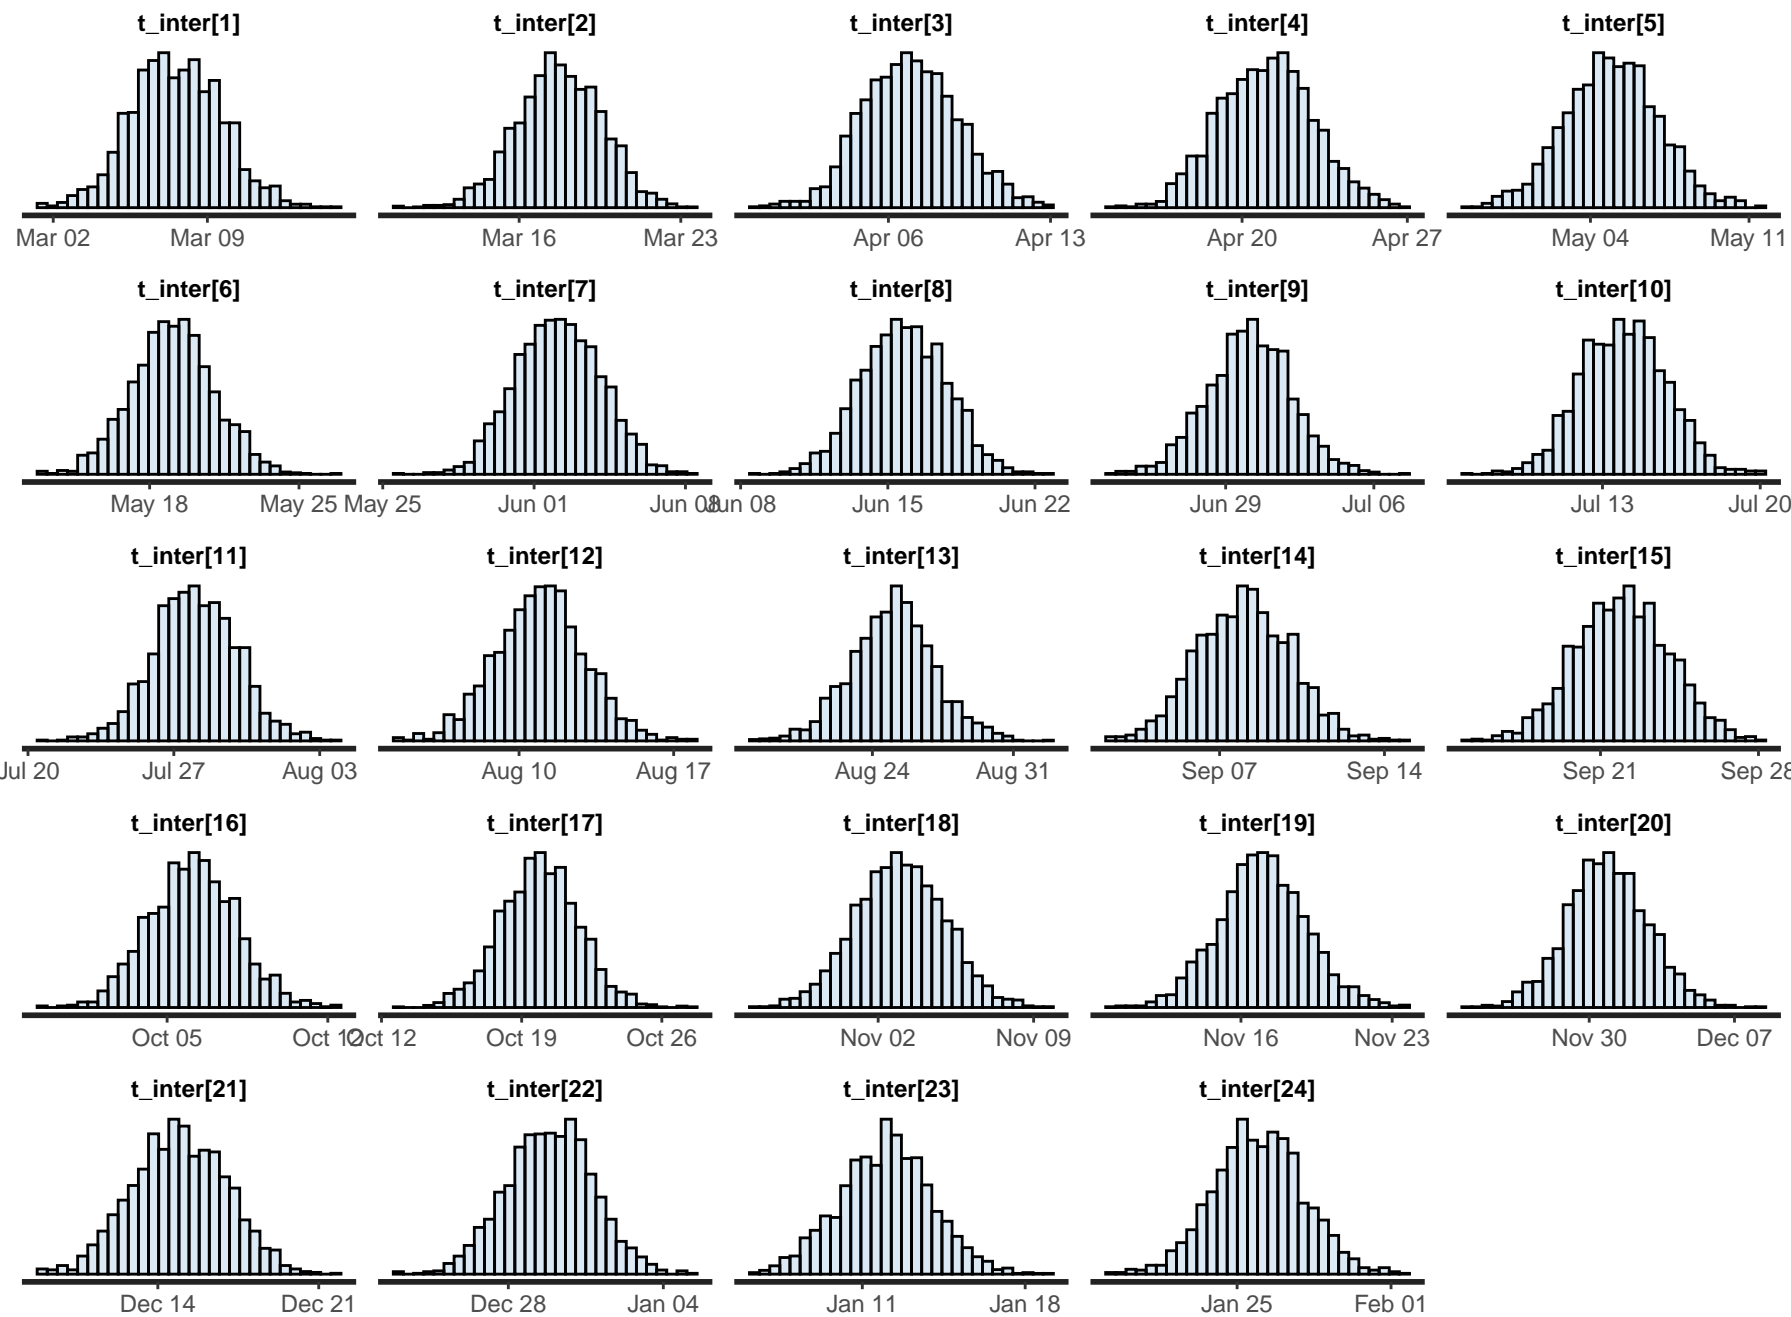 t_inter[1] t_inter[2] t_inter[3] t_inter[4] t_inter[5]
Mar 02 Mar 09 Mar 16 Mar 23 Apr 06 Apr 13 Apr 20 Apr 27 May 04 May 11
t_inter[6] t_inter[7] t_inter[8] t_inter[9] t_inter[10]
May 18 May 25 May 25 Jun 01 Jun 08 Jun 08 Jun 15 Jun 22 Jun 29 Jul 06 Jul 13 Jul 20
t_inter[11] t_inter[12] t_inter[13] t_inter[14] t_inter[15]
Jul 20 Jul 27 Aug 03 Aug 10 Aug 17 Aug 24 Aug 31 Sep 07 Sep 14 Sep 21 Sep 28
t_inter[16] t_inter[17] t_inter[18] t_inter[19] t_inter[20]
Oct 05 Oct 12 Oct 12 Oct 19 Oct 26 Nov 02 Nov 09 Nov 16 Nov 23 Nov 30 Dec 07
t_inter[21] t_inter[22] t_inter[23] t_inter[24]
Dec 14 Dec 21 Dec 28 Jan 04 Jan 11 Jan 18 Jan 25 Feb 01